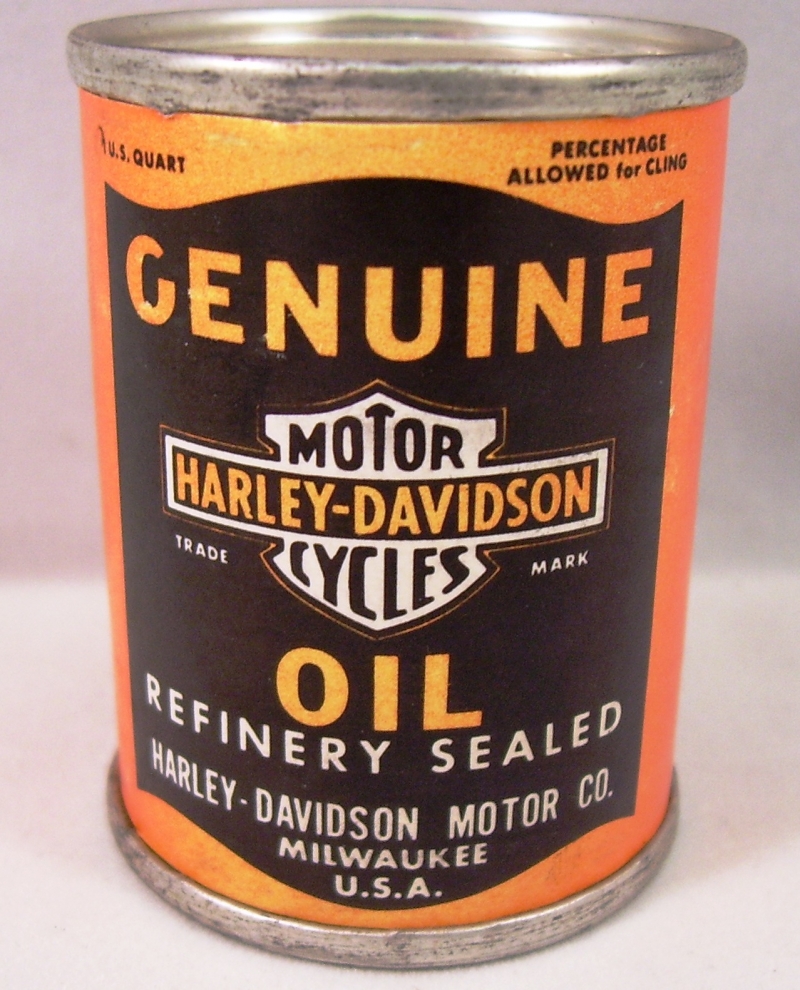 U.S. QUART
PERCENTAGE
ALLOWED for CLING
GENUINE
MOTOR
HARLEY-DAVIDSON
CYCLES
TRADE MARK
OIL
REFINERY SEALED
HARLEY-DAVIDSON MOTOR CO.
MILWAUKEE
U.S.A.